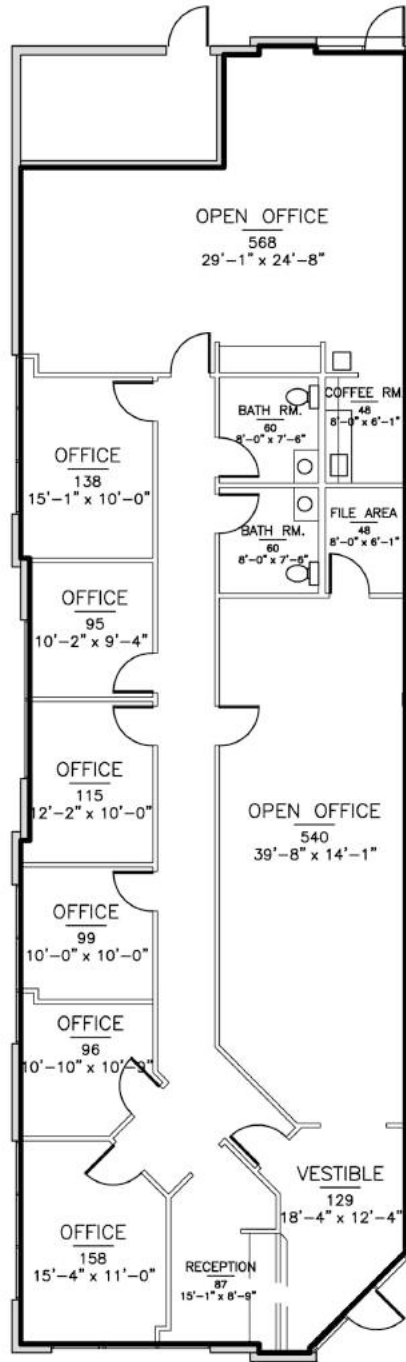 OPEN OFFICE
568
29'-1" x 24'-8"
BATH RM.
60
8'-0" x 7'-6"
COFFEE RM.
48
8'-0" x 6'-1"
OFFICE
138
15'-1" x 10'-0"
BATH RM.
60
8'-0" x 7'-6"
FILE AREA
48
8'-0" x 6'-1"
OFFICE
95
10'-2" x 9'-4"
OFFICE
115
12'-2" x 10'-0"
OPEN OFFICE
540
39'-8" x 14'-1"
OFFICE
99
10'-0" x 10'-0"
OFFICE
96
10'-10" x 10'-9"
VESTIBLE
129
18'-4" x 12'-4"
OFFICE
158
15'-4" x 11'-0"
RECEPTION
87
15'-1" x 8'-9"